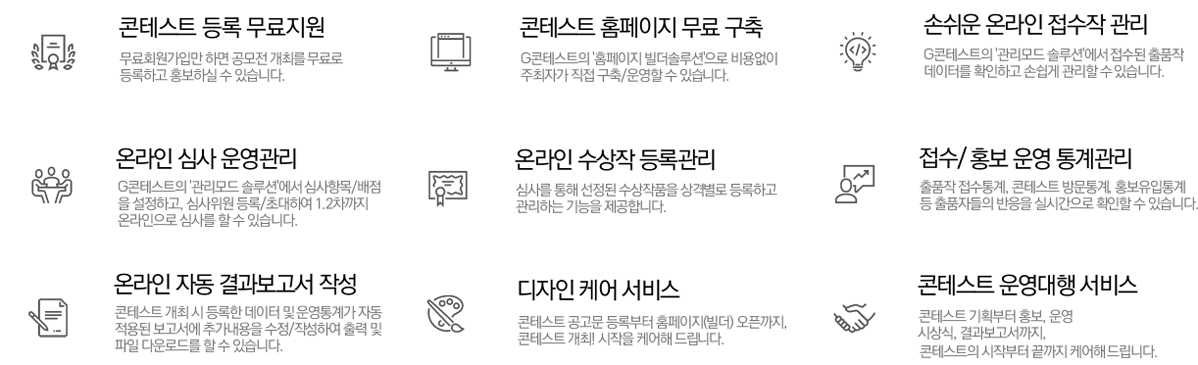 콘테스트 등록 무료지원
무료회원가입만 하면 공모전 개최를 무료로
등록하고 홍보하실 수 있습니다.
콘테스트 홈페이지 무료 구축
G콘테스트의 '홈페이지 빌더솔루션'으로 비용없이
주최자가 직접 구축/운영할 수 있습니다.
손쉬운 온라인 접수작 관리
G콘테스트의 '관리모드 솔루션'에서 접수된 출품작
데이터를 확인하고 손쉽게 관리할 수 있습니다.
온라인 심사 운영관리
G콘테스트의 '관리모드 솔루션'에서 심사항목/배점
을 설정하고, 심사위원 등록/초대하여 1.2차까지
온라인으로 심사를 할 수 있습니다.
온라인 수상작 등록관리
심사를 통해 선정된 수상작품을 상격별로 등록하고
관리하는 기능을 제공합니다.
접수/ 홍보 운영 통계관리
출품작 접수통계, 콘테스트 방문통계, 홍보유입통계
등 출품자들의 반응을 실시간으로 확인할 수 있습니다.
온라인 자동 결과보고서 작성
콘테스트 개최 시 등록한 데이터 및 운영통계가 자동
적용된 보고서에 추가내용을 수정/작성하여 출력 및
파일 다운로드를 할 수 있습니다.
디자인 케어 서비스
콘테스트 공고문 등록부터 홈페이지(빌더) 오픈까지,
콘테스트 개최! 시작을 케어해 드립니다.
콘테스트 운영대행 서비스
콘테스트 기획부터 홍보, 운영
시상식, 결과보고서까지,
콘테스트의 시작부터 끝까지 케어해 드립니다.